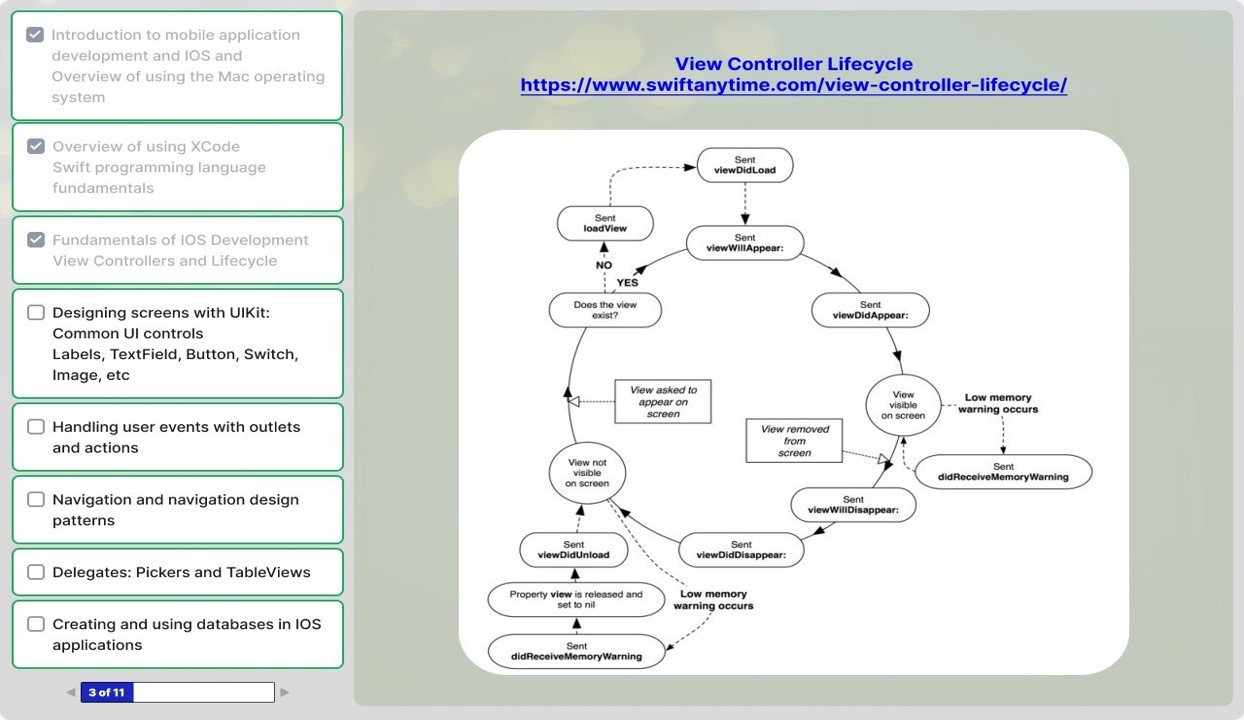 Introduction to mobile application
development and IOS and
Overview of using the Mac operating
system
Overview of using XCode
Swift programming language
fundamentals
Fundamentals of IOS Development
View Controllers and Lifecycle
Designing screens with UIKit:
Common UI controls
Labels, TextField, Button, Switch,
Image, etc
Handling user events with outlets
and actions
Navigation and navigation design
patterns
Delegates: Pickers and TableViews
Creating and using databases in IOS
applications
3 of 11
View Controller Lifecycle
https://www.swiftanytime.com/view-controller-lifecycle/
Sent
viewDidLoad
Sent
loadView
Sent
viewWillAppear:
NO
YES
Does the view
exist?
Sent
viewDidAppear:
View asked to
appear on
screen
View
visible
on screen
Low memory
warning occurs
View removed
from
screen
Sent
didReceiveMemoryWarning
View not
visible
on screen
Sent
viewWillDisappear:
Sent
viewDidUnload
Sent
viewDidDisappear:
Property view is released and
set to nil
Low memory
warning occurs
Sent
didReceiveMemoryWarning